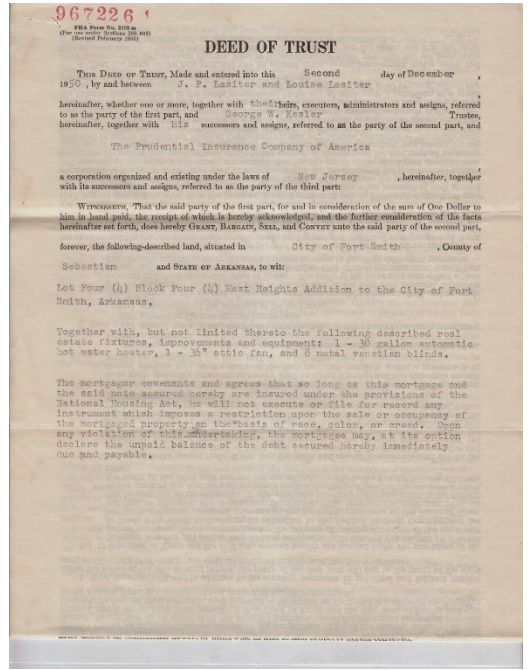 967226
FHA Form No. 2102 m
(For use under Sections 203-603)
(Revised February 1950)
DEED OF TRUST
THIS DEED OF TRUST, Made and entered into this Second day of December ,
1950 , by and between J. P. Lasiter and Louise Lasiter
hereinafter, whether one or more, together with their heirs, executors, administrators and assigns, referred
to as the party of the first part, and George W. Kesler Trustee,
hereinafter, together with his successors and assigns, referred to as the party of the second part, and
The Prudential Insurance Company of America
a corporation organized and existing under the laws of New Jersey , hereinafter, together
with its successors and assigns, referred to as the party of the third part:
WITNESSETH, That the said party of the first part, for and in consideration of the sum of One Dollar to
him in hand paid, the receipt of which is hereby acknowledged, and the further consideration of the facts
hereinafter set forth, does hereby GRANT, BARGAIN, SELL, and CONVEY unto the said party of the second part,
forever, the following-described land, situated in City of Fort Smith , County of
Sebastian and STATE OF ARKANSAS, to wit:
Lot Four (4) Block Four (4) East Heights Addition to the City of Fort
Smith, Arkansas.
Together with, but not limited thereto the following described real
estate fixtures, improvements and equipment: 1 - 30 gallon automatic
hot water heater, 1 - 36" attic fan, and 8 metal venetian blinds.
The mortgagor covenants and agrees that so long as this mortgage and
the said note secured hereby are insured under the provisions of the
National Housing Act, he will not execute or file for record any
instrument which imposes a restriction upon the sale or occupancy of
the mortgaged property on the basis of race, color, or creed. Upon
any violation of this undertaking, the mortgagee may, at its option
declare the unpaid balance of the debt secured hereby immediately
due and payable.